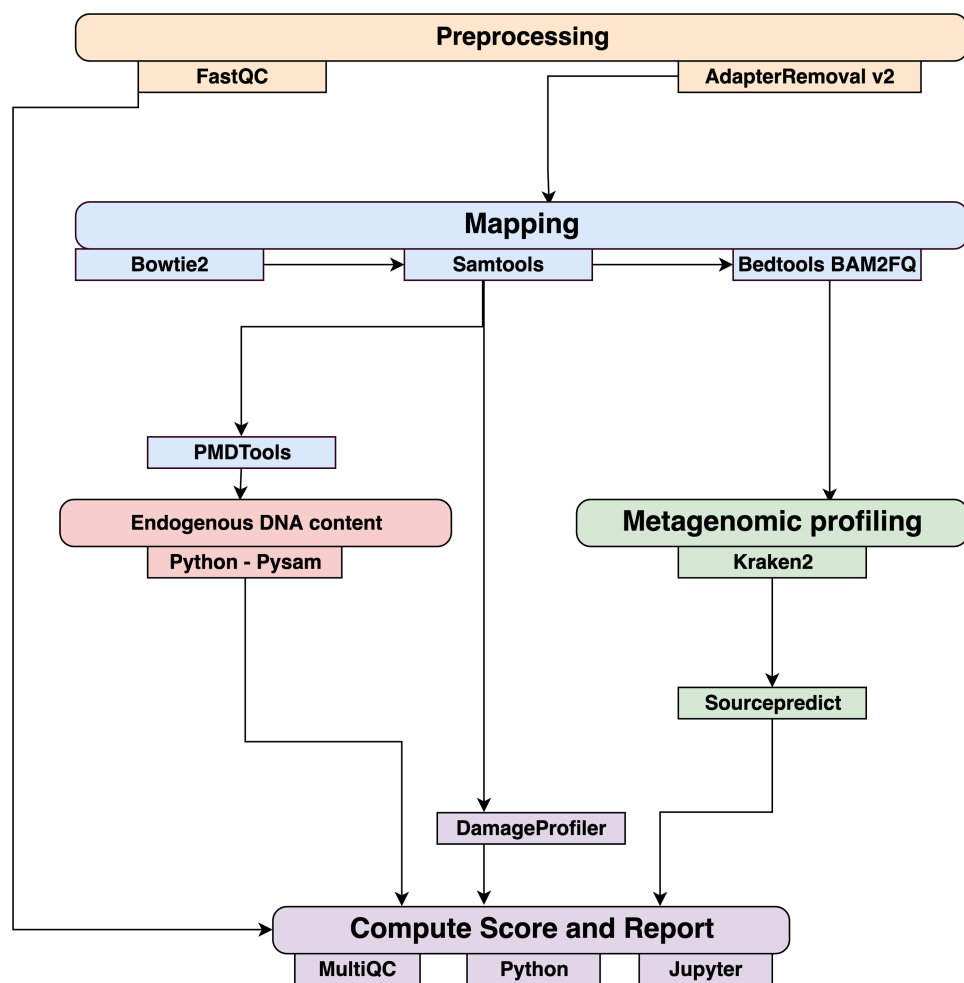 Preprocessing
FastQC
AdapterRemoval v2
Mapping
Bowtie2
Samtools
Bedtools BAM2FQ
PMDTools
Endogenous DNA content
Python - Pysam
Metagenomic profiling
Kraken2
Sourcepredict
DamageProfiler
Compute Score and Report
MultiQC
Python
Jupyter